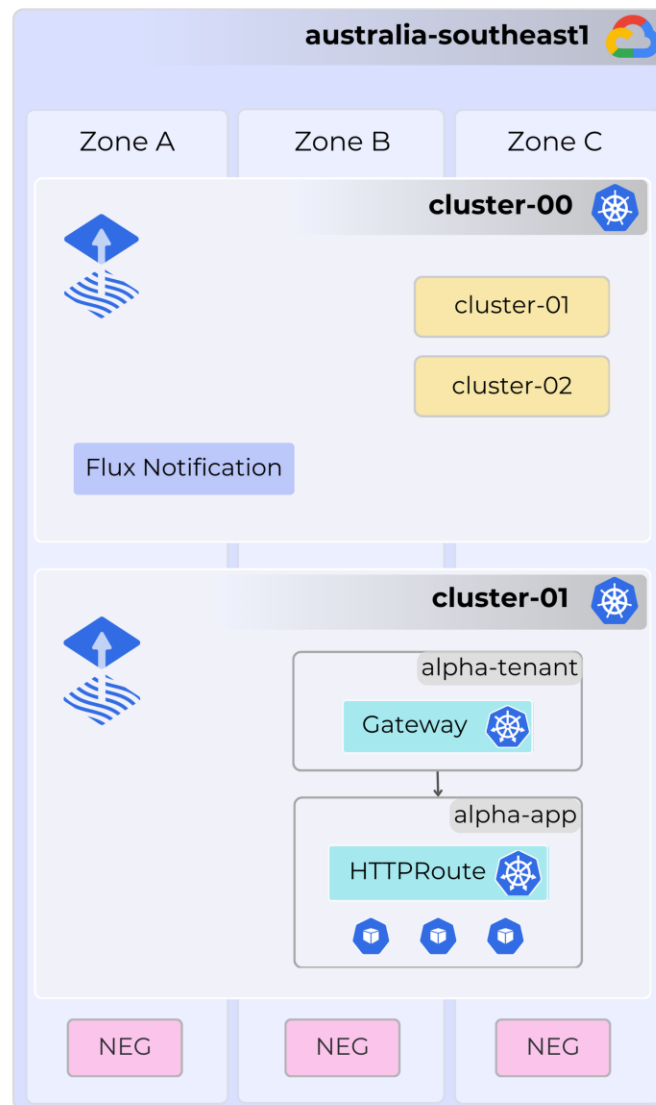 australia-southeast1
Zone A
Zone B
Zone C
cluster-00
cluster-01
cluster-02
Flux Notification
cluster-01
alpha-tenant
Gateway
alpha-app
HTTPRoute
NEG
NEG
NEG